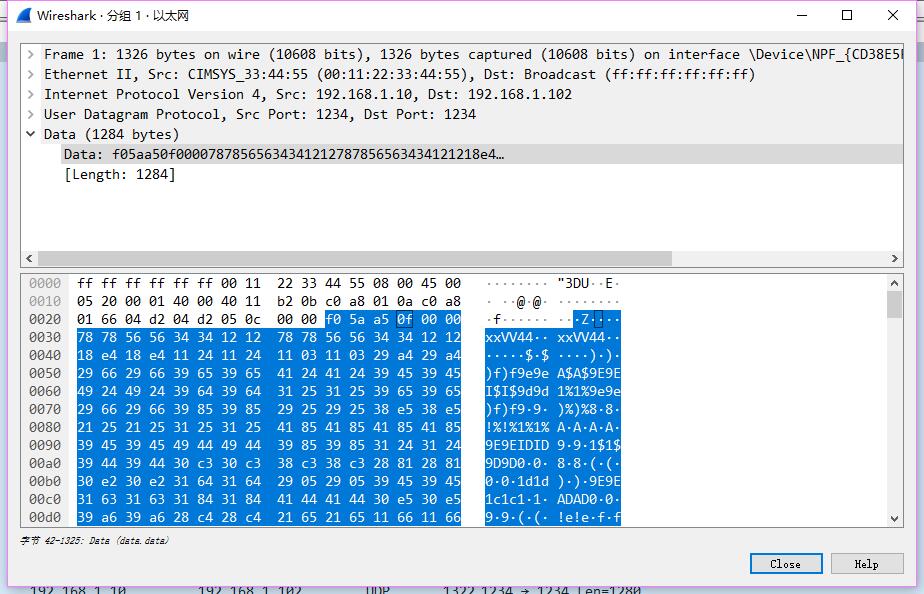 Wireshark · 分组 1 · 以太网
Frame 1: 1326 bytes on wire (10608 bits), 1326 bytes captured (10608 bits) on interface \Device\NPF_{CD38E5
Ethernet II, Src: CIMSYS_33:44:55 (00:11:22:33:44:55), Dst: Broadcast (ff:ff:ff:ff:ff:ff)
Internet Protocol Version 4, Src: 192.168.1.10, Dst: 192.168.1.102
User Datagram Protocol, Src Port: 1234, Dst Port: 1234
Data (1284 bytes)
Data: f05aa50f00007878565634341212787856563434121218e4…
[Length: 1284]
0000 ff ff ff ff ff ff 00 11 22 33 44 55 08 00 45 00 ········ "3DU··E·
0010 05 20 00 01 40 00 40 11 b2 0b c0 a8 01 0a c0 a8 · ··@·@· ········
0020 01 66 04 d2 04 d2 05 0c 00 00 f0 5a a5 0f 00 00 ·f······ ···Z····
0030 78 78 56 56 34 34 12 12 78 78 56 56 34 34 12 12 xxVV44·· xxVV44··
0040 18 e4 18 e4 11 24 11 24 11 03 11 03 29 a4 29 a4 ·····$·$ ····)·)·
0050 29 66 29 66 39 65 39 65 41 24 41 24 39 45 39 45 )f)f9e9e A$A$9E9E
0060 49 24 49 24 39 64 39 64 31 25 31 25 39 65 39 65 I$I$9d9d 1%1%9e9e
0070 29 66 29 66 39 85 39 85 29 25 29 25 38 e5 38 e5 )f)f9·9· )%)%8·8·
0080 21 25 21 25 31 25 31 25 41 85 41 85 41 85 41 85 !%!%1%1% A·A·A·A·
0090 39 45 39 45 49 44 49 44 39 85 39 85 31 24 31 24 9E9EIDID 9·9·1$1$
00a0 39 44 39 44 30 c3 30 c3 38 c3 38 c3 28 81 28 81 9D9D0·0· 8·8·(·(·
00b0 30 e2 30 e2 31 64 31 64 29 05 29 05 39 45 39 45 0·0·1d1d )·)·9E9E
00c0 31 63 31 63 31 84 31 84 41 44 41 44 30 e5 30 e5 1c1c1·1· ADAD0·0·
00d0 39 a6 39 a6 28 c4 28 c4 21 65 21 65 11 66 11 66 9·9·(·(· !e!e·f·f
字节 42-1325: Data (data.data)
Close Help
192.168.1.10 192.168.1.102 UDP 1322 1234 → 1234 Len=1280